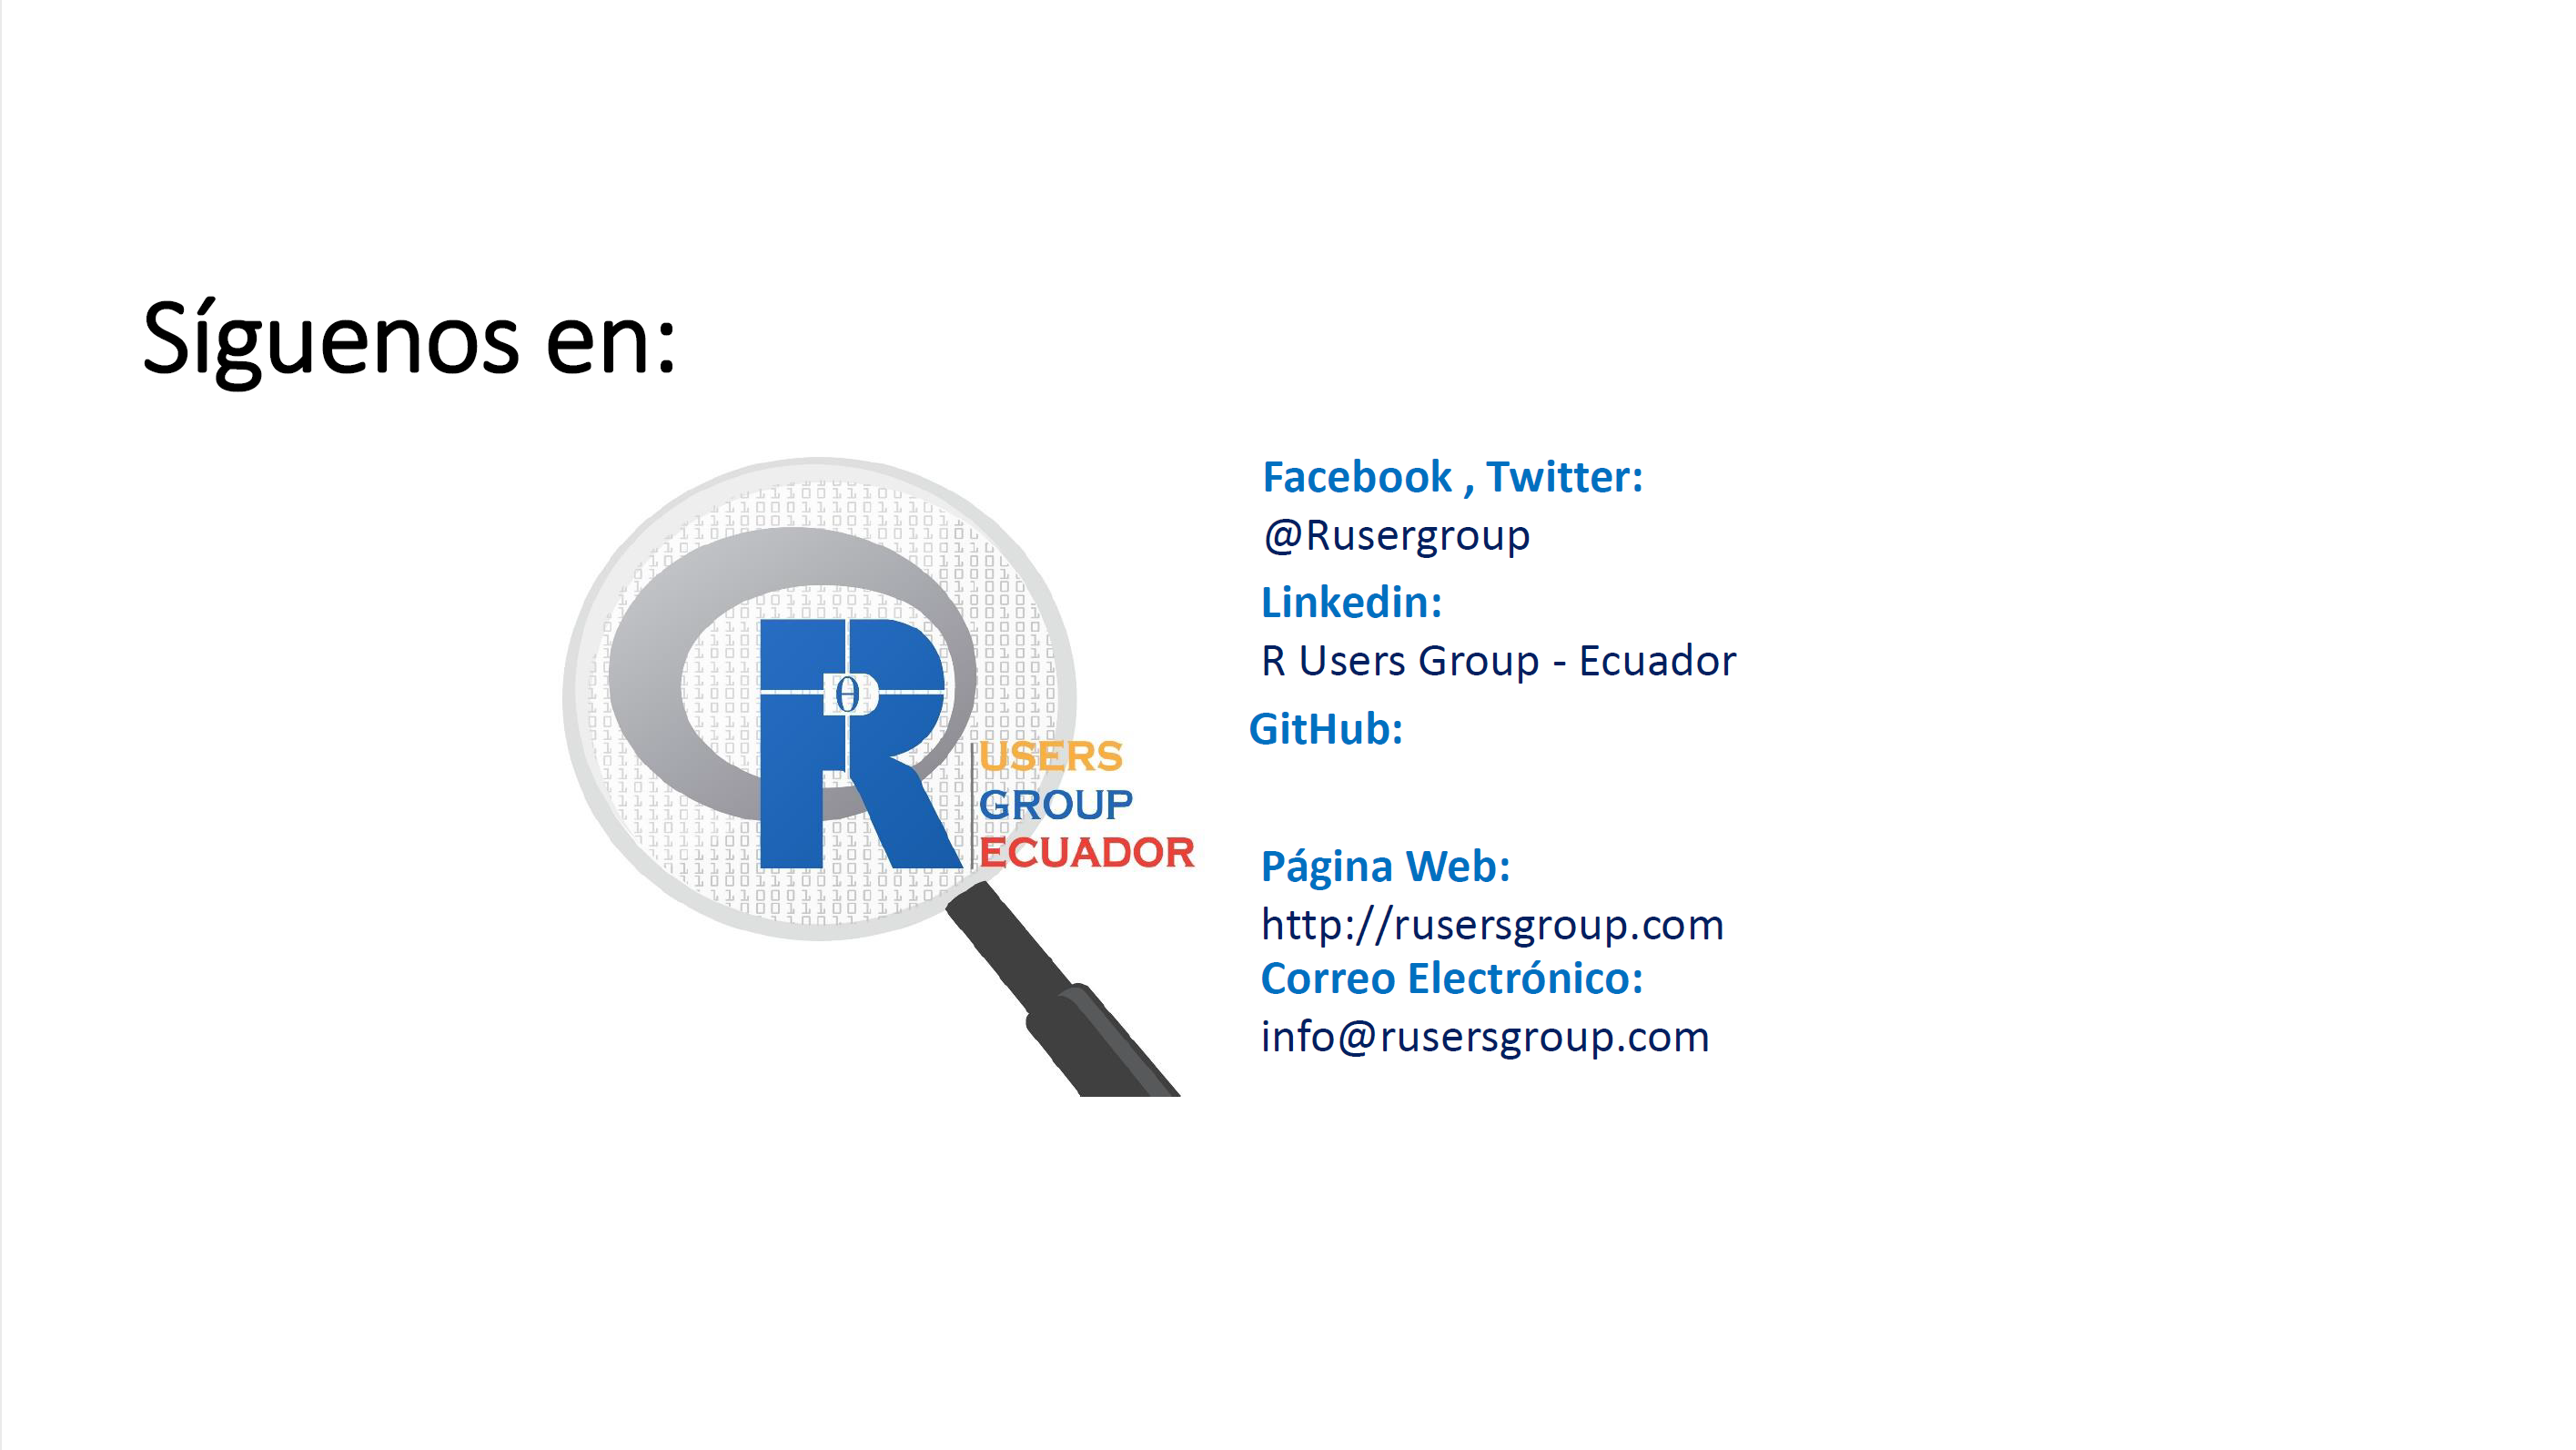 Síguenos en:
Facebook , Twitter:
@Rusergroup
Linkedin:
R Users Group - Ecuador
GitHub:
Página Web:
http://rusersgroup.com
Correo Electrónico:
info@rusersgroup.com
R
θ
USERS
GROUP
ECUADOR